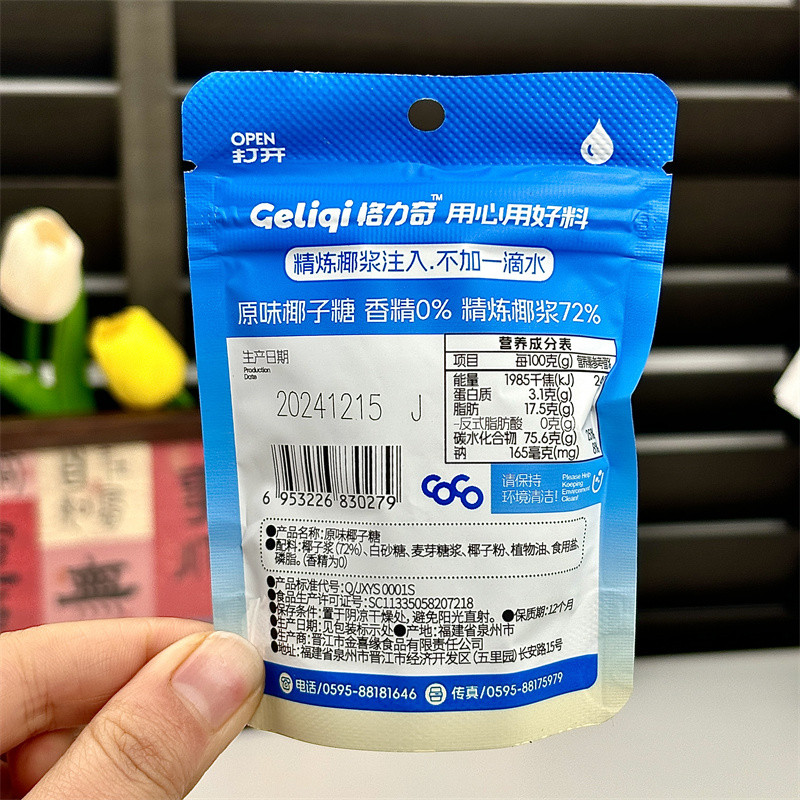 OPEN
打开
Geliqi 格力奇™ 用心用好料
精炼椰浆注入.不加一滴水
原味椰子糖 香精0% 精炼椰浆72%
生产日期
Production
Date
20241215 J
营养成分表
项目 每100克(g) 营养素参考值%
能量 1985千焦(kJ) 24
蛋白质 3.1克(g)
脂肪 17.5克(g)
-反式脂肪酸 0克(g)
碳水化合物 75.6克(g) 25%
钠 165毫克(mg) 8%
6 953226 830279
COCO
请保持
环境清洁!
Please Help
Keeping
Environment
Clean!
●产品名称:原味椰子糖
●配料:椰子浆(72%)、白砂糖、麦芽糖浆、椰子粉、植物油、食用盐、
磷脂。(香精为0)
●产品标准代号:Q/JXYS 0001S
●食品生产许可证号:SC11335058207218
●保存条件:置于阴凉干燥处,避免阳光直射。●保质期:12个月
●生产日期:见包装标示处●产地:福建省泉州市
●生产商:晋江市金喜缘食品有限责任公司
●地址:福建省泉州市晋江市经济开发区(五里园)长安路15号
电话/0595-88181646 传真/0595-88175979
無